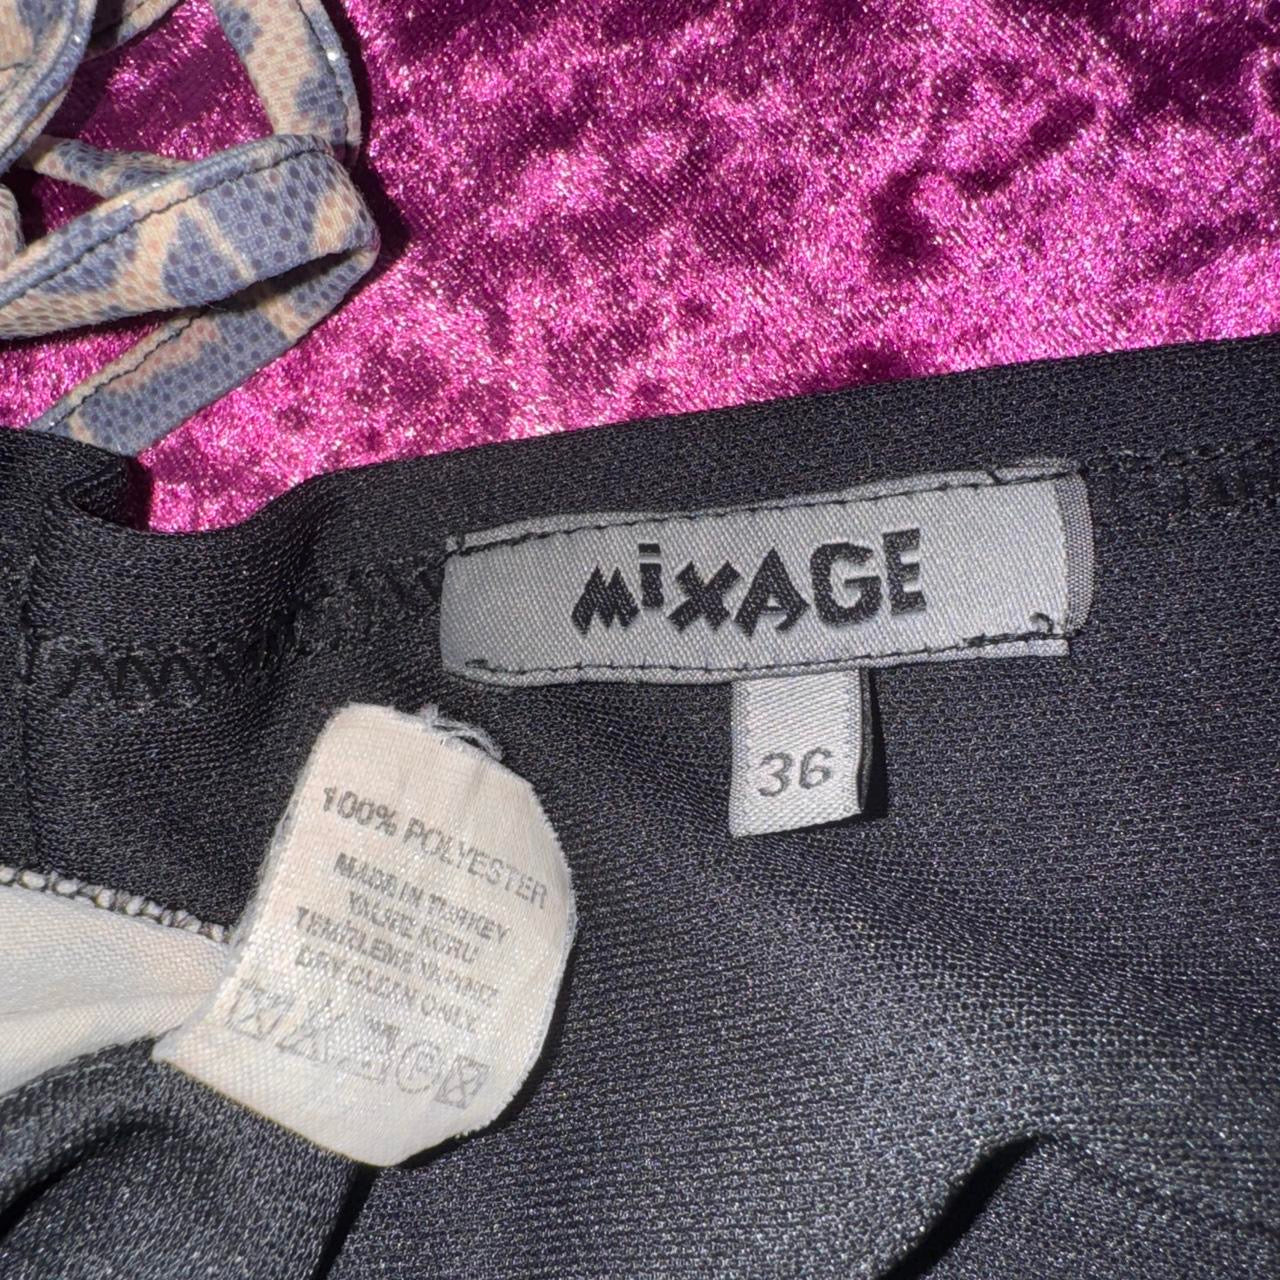 MiXAGE
36
100% POLYESTER
MADE IN TURKEY
YALNIZ KURU
TEMİZLEME YAPINIZ
DRY CLEAN ONLY